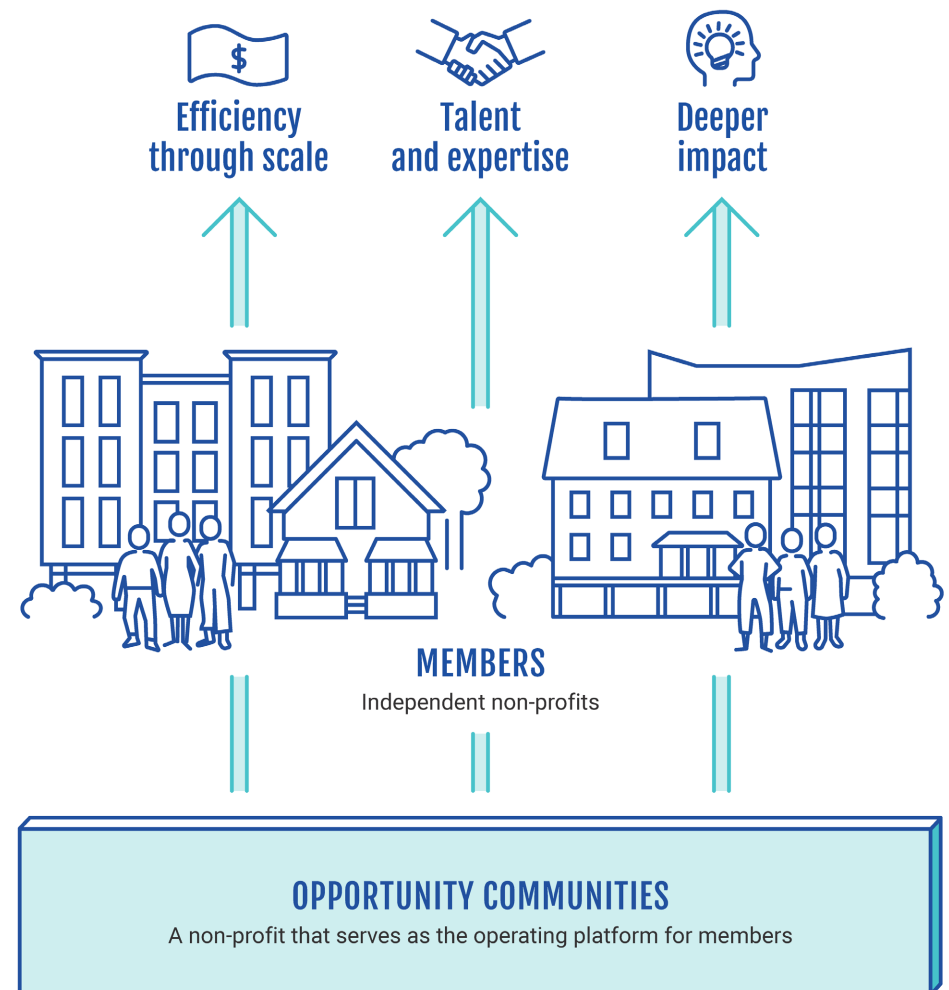 $
Efficiency
through scale
Talent
and expertise
Deeper
impact
MEMBERS
Independent non-profits
OPPORTUNITY COMMUNITIES
A non-profit that serves as the operating platform for members